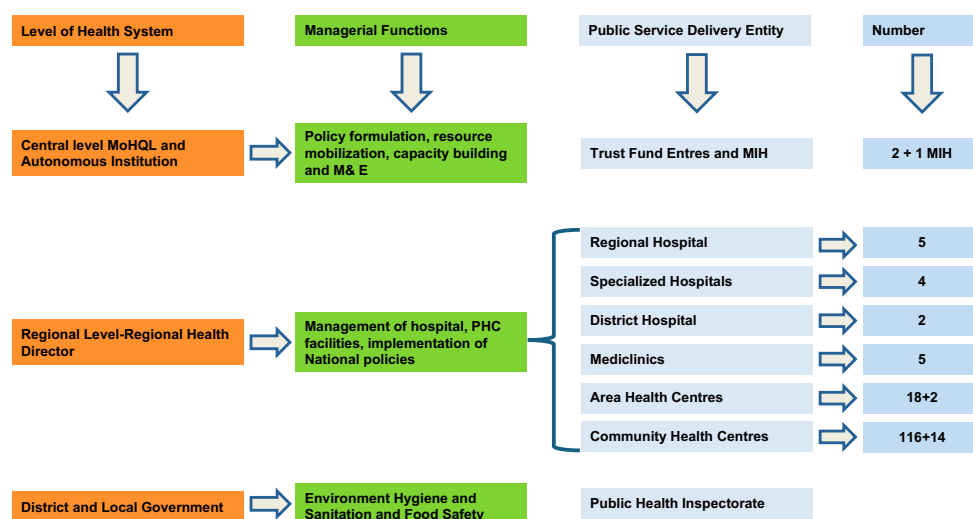 Level of Health System
Managerial Functions
Public Service Delivery Entity
Number
Central level MoHQL and
Autonomous Institution
Policy formulation, resource
mobilization, capacity building
and M& E
Trust Fund Entres and MIH
2 + 1 MIH
Regional Level-Regional Health
Director
Management of hospital, PHC
facilities, implementation of
National policies
Regional Hospital
5
Specialized Hospitals
4
District Hospital
2
Mediclinics
5
Area Health Centres
18+2
Community Health Centres
116+14
District and Local Government
Environment Hygiene and
Sanitation and Food Safety
Public Health Inspectorate